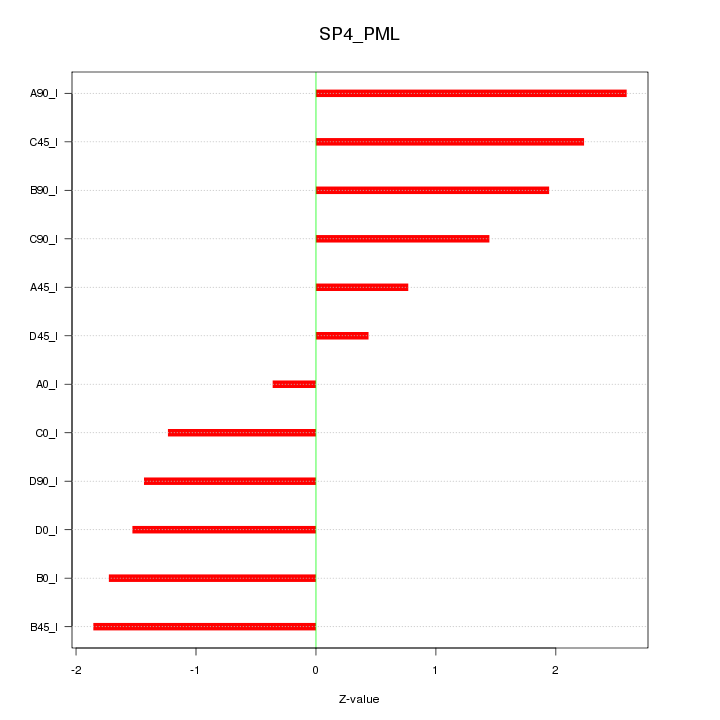 SP4_PML
A90_I
C45_I
B90_I
C90_I
A45_I
D45_I
A0_I
C0_I
D90_I
D0_I
B0_I
B45_I
-2 -1 0 1 2
Z-value